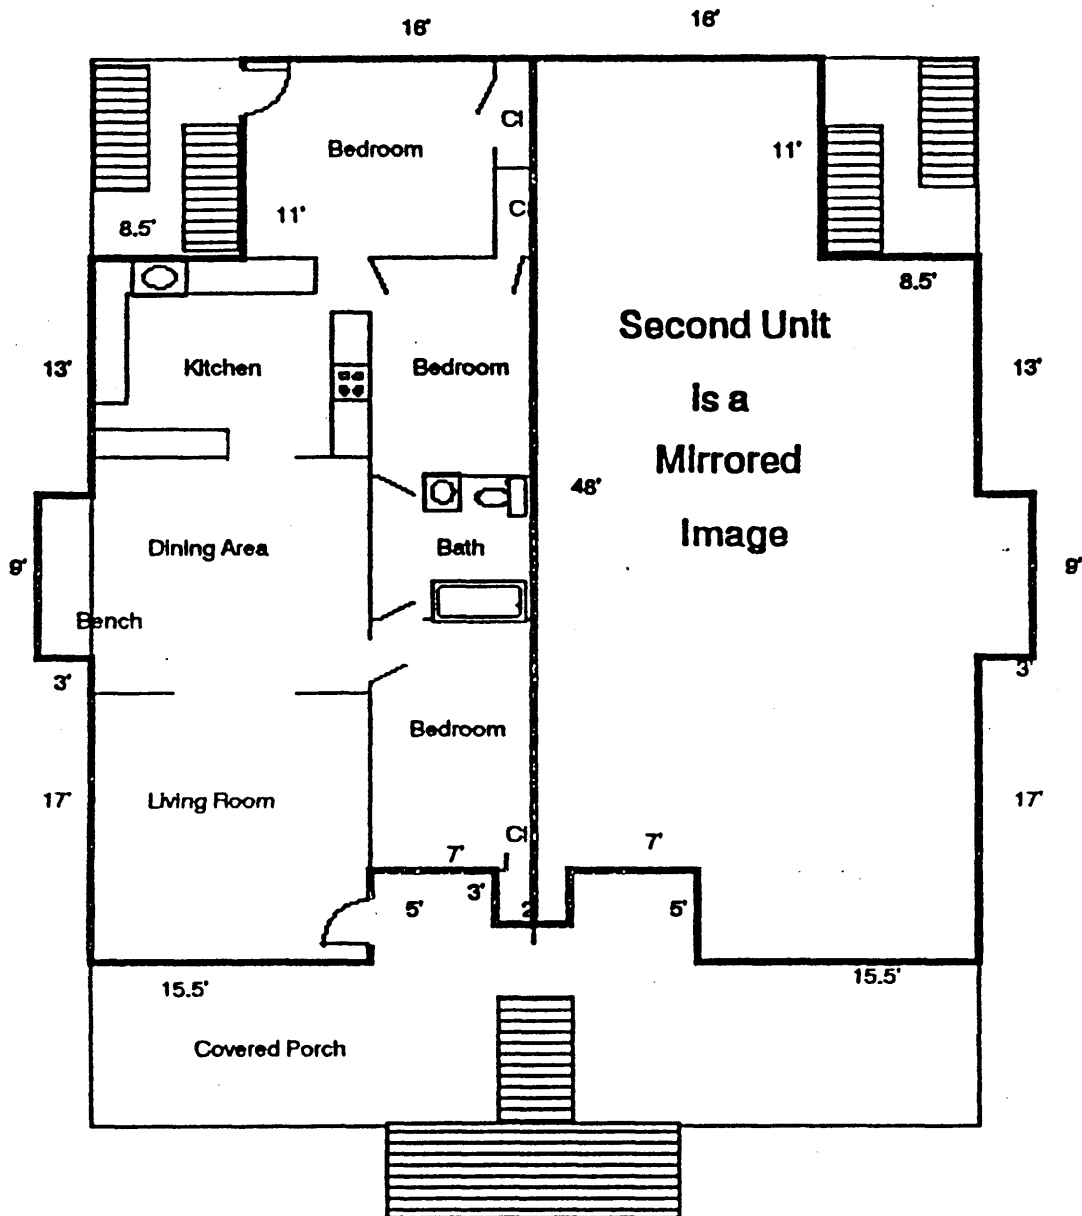 16'
16'
Cl
Bedroom
11'
Cl
11'
8.5'
8.5'
Second Unit
13'
Kitchen
Bedroom
13'
is a
Mirrored
48'
Image
Dining Area
Bath
9'
9'
Bench
3'
3'
Bedroom
17'
Living Room
17'
Cl
7'
7'
3'
5'
2'
5'
15.5'
15.5'
Covered Porch